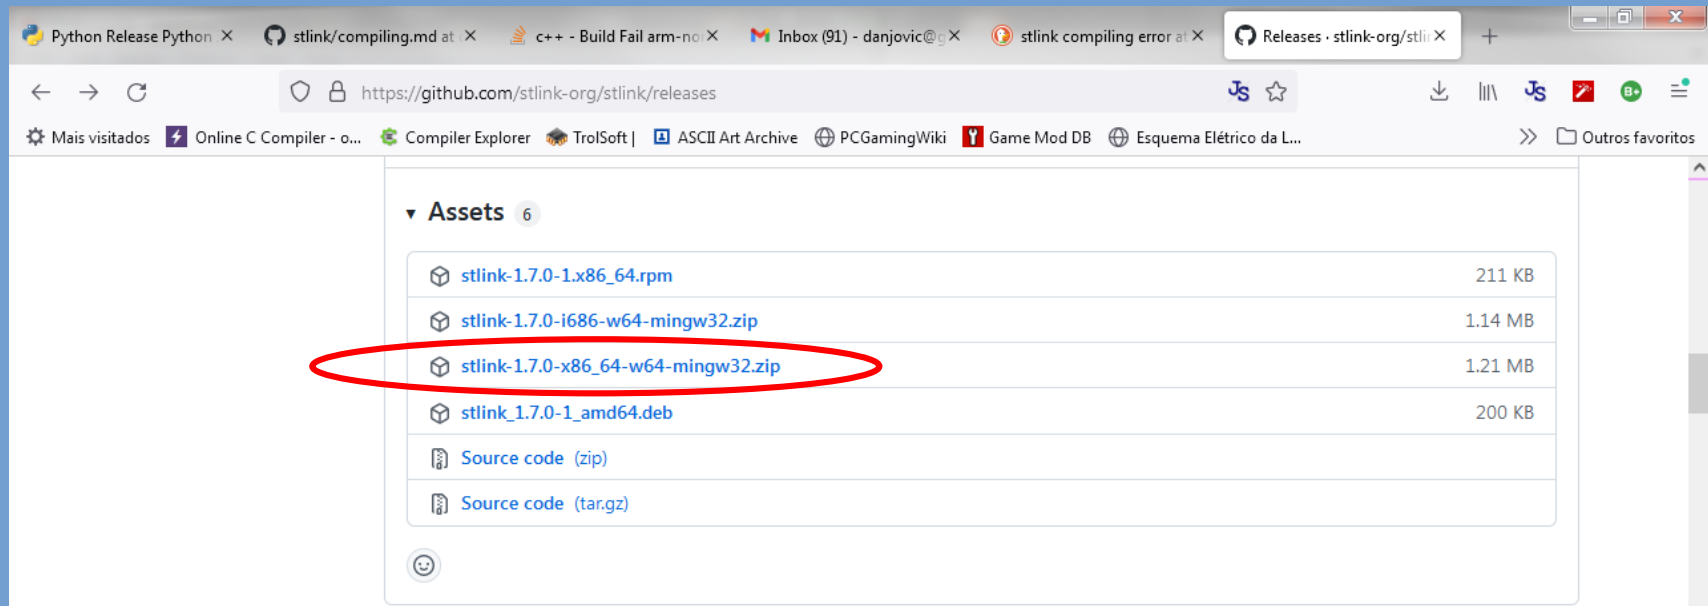 Python Release Python
stlink/compiling.md at
c++ - Build Fail arm-no
Inbox (91) - danjovic@g
stlink compiling error at
Releases · stlink-org/stli
https://github.com/stlink-org/stlink/releases
JS
JS
B+
Mais visitados
Online C Compiler - o...
Compiler Explorer
TrolSoft |
ASCII Art Archive
PCGamingWiki
Game Mod DB
Esquema Elétrico da L...
Outros favoritos
Assets 6
stlink-1.7.0-1.x86_64.rpm 211 KB
stlink-1.7.0-i686-w64-mingw32.zip 1.14 MB
stlink-1.7.0-x86_64-w64-mingw32.zip 1.21 MB
stlink_1.7.0-1_amd64.deb 200 KB
Source code (zip)
Source code (tar.gz)